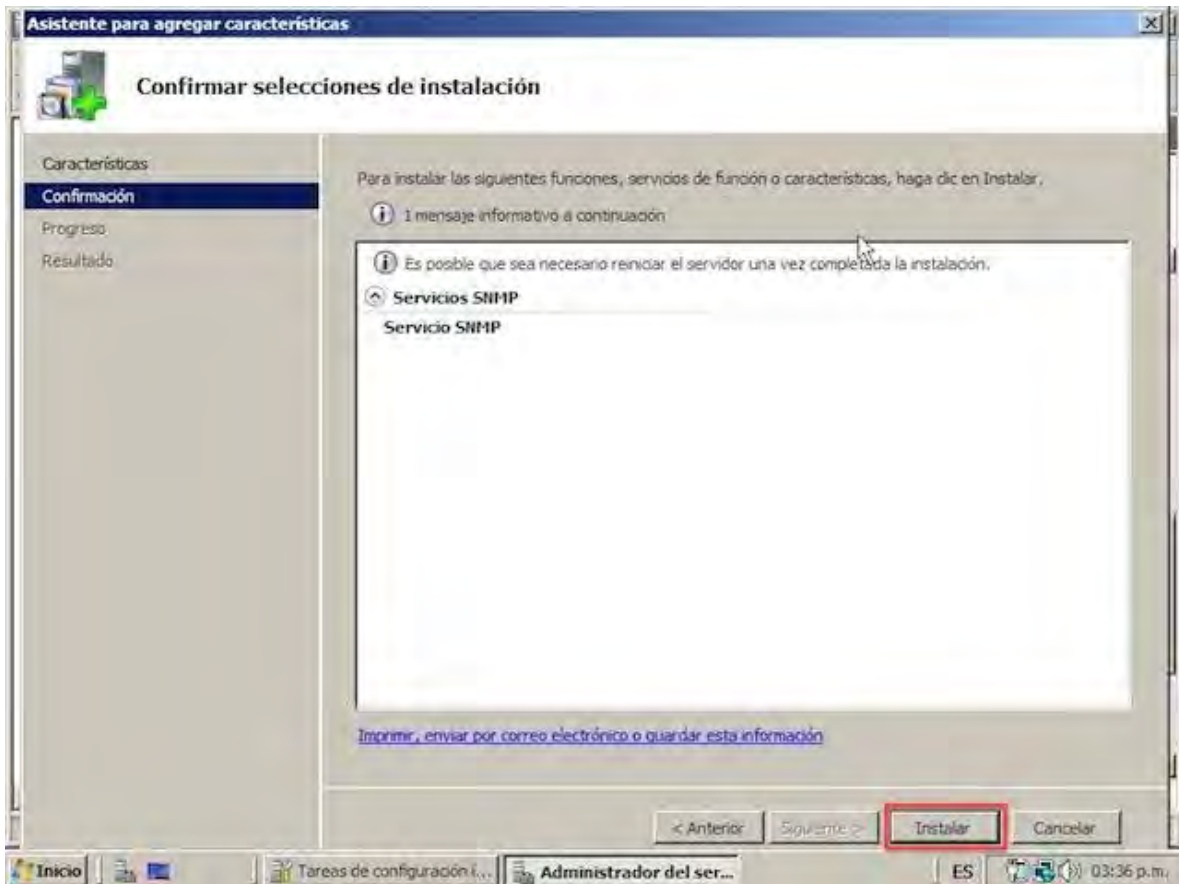 Asistente para agregar características
Confirmar selecciones de instalación
Características
Confirmación
Progreso
Resultado
Para instalar las siguientes funciones, servicios de función o características, haga clic en Instalar.
1 mensaje informativo a continuación
Es posible que sea necesario reiniciar el servidor una vez completada la instalación.
Servicios SNMP
Servicio SNMP
Imprimir, enviar por correo electrónico o guardar esta información
< Anterior Siguiente > Instalar Cancelar
Inicio Tareas de configuración i... Administrador del ser... ES 03:36 p.m.